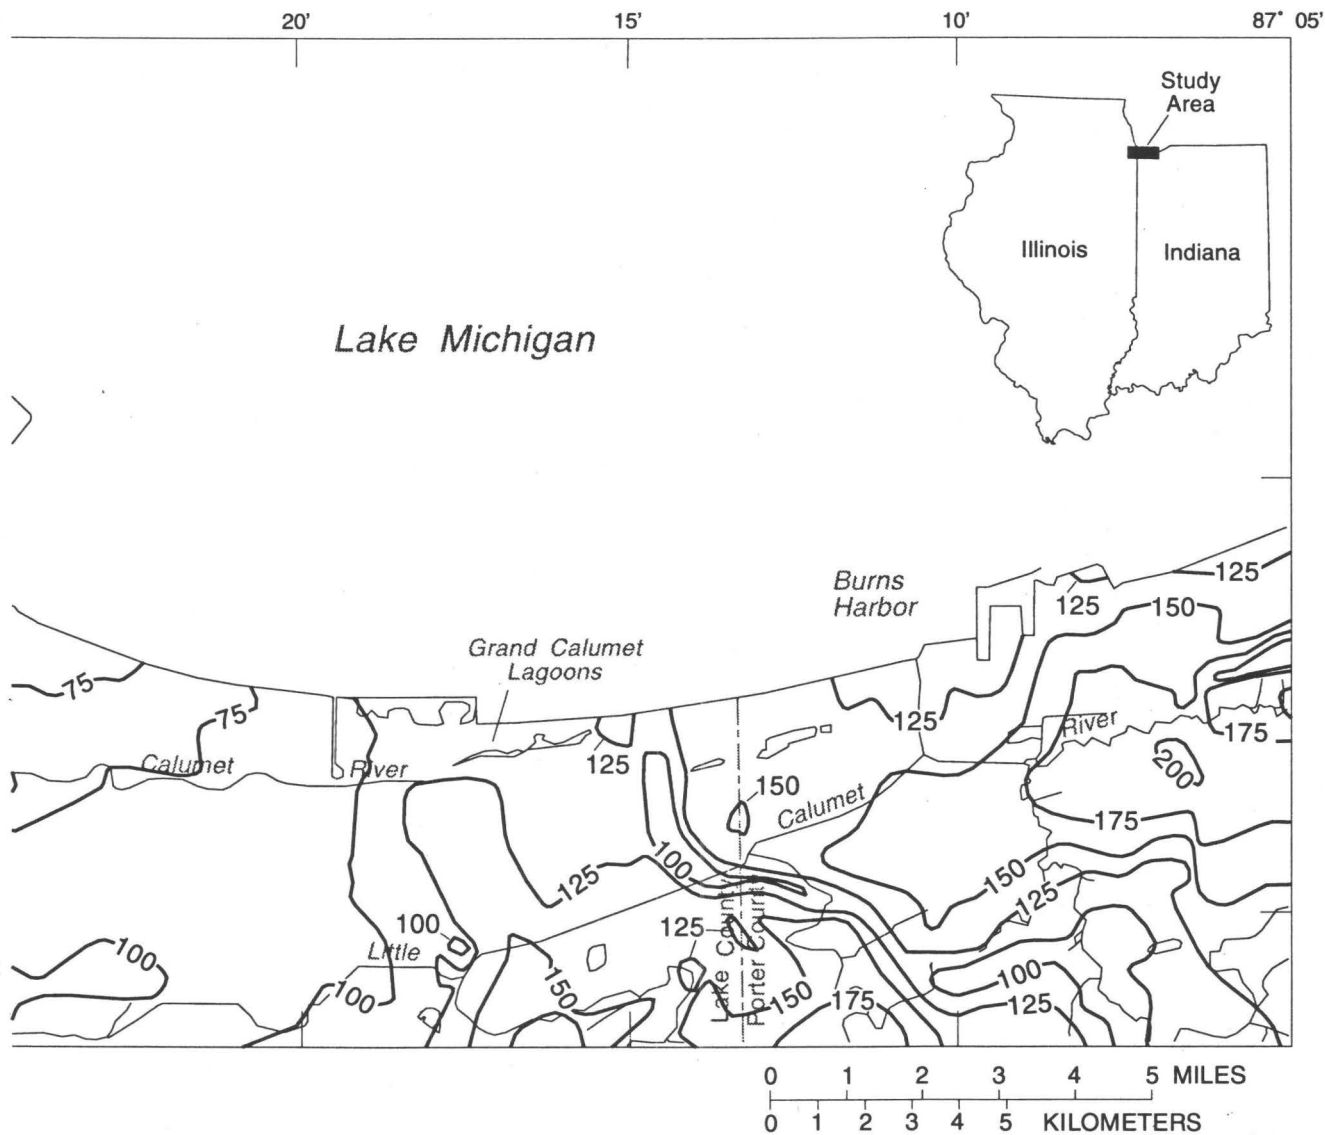 20'
15'
10'
87° 05'
Study
Area
Illinois
Indiana
Lake Michigan
Burns
Harbor
125
125
150
Grand Calumet
Lagoons
75
75
125
175
River
Calumet
River
125
200
150
Calumet
175
100
125
150
125
100
125
Little
100
150
100
Lake County
Porter County
150
175
100
125
0 1 2 3 4 5 MILES
0 1 2 3 4 5 KILOMETERS